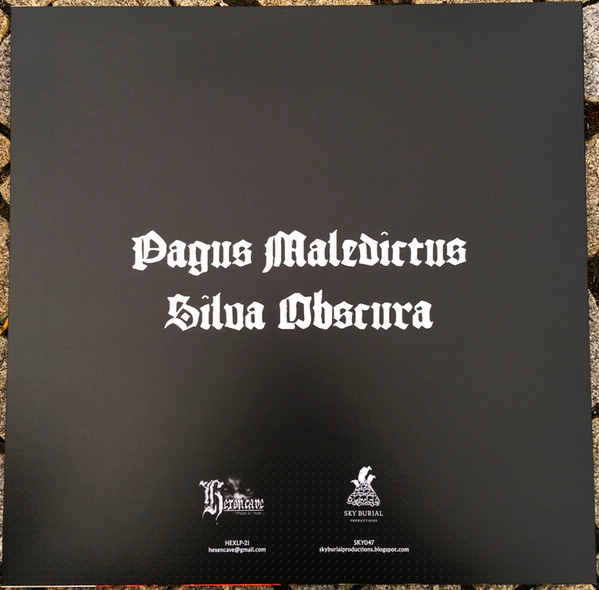 Pagus Maledictus
Silva Obscura
Hexencave
SKY BURIAL
PRODUCTIONS
HEXLP-21
hexencave@gmail.com
SKY047
skyburialproductions.blogspot.com